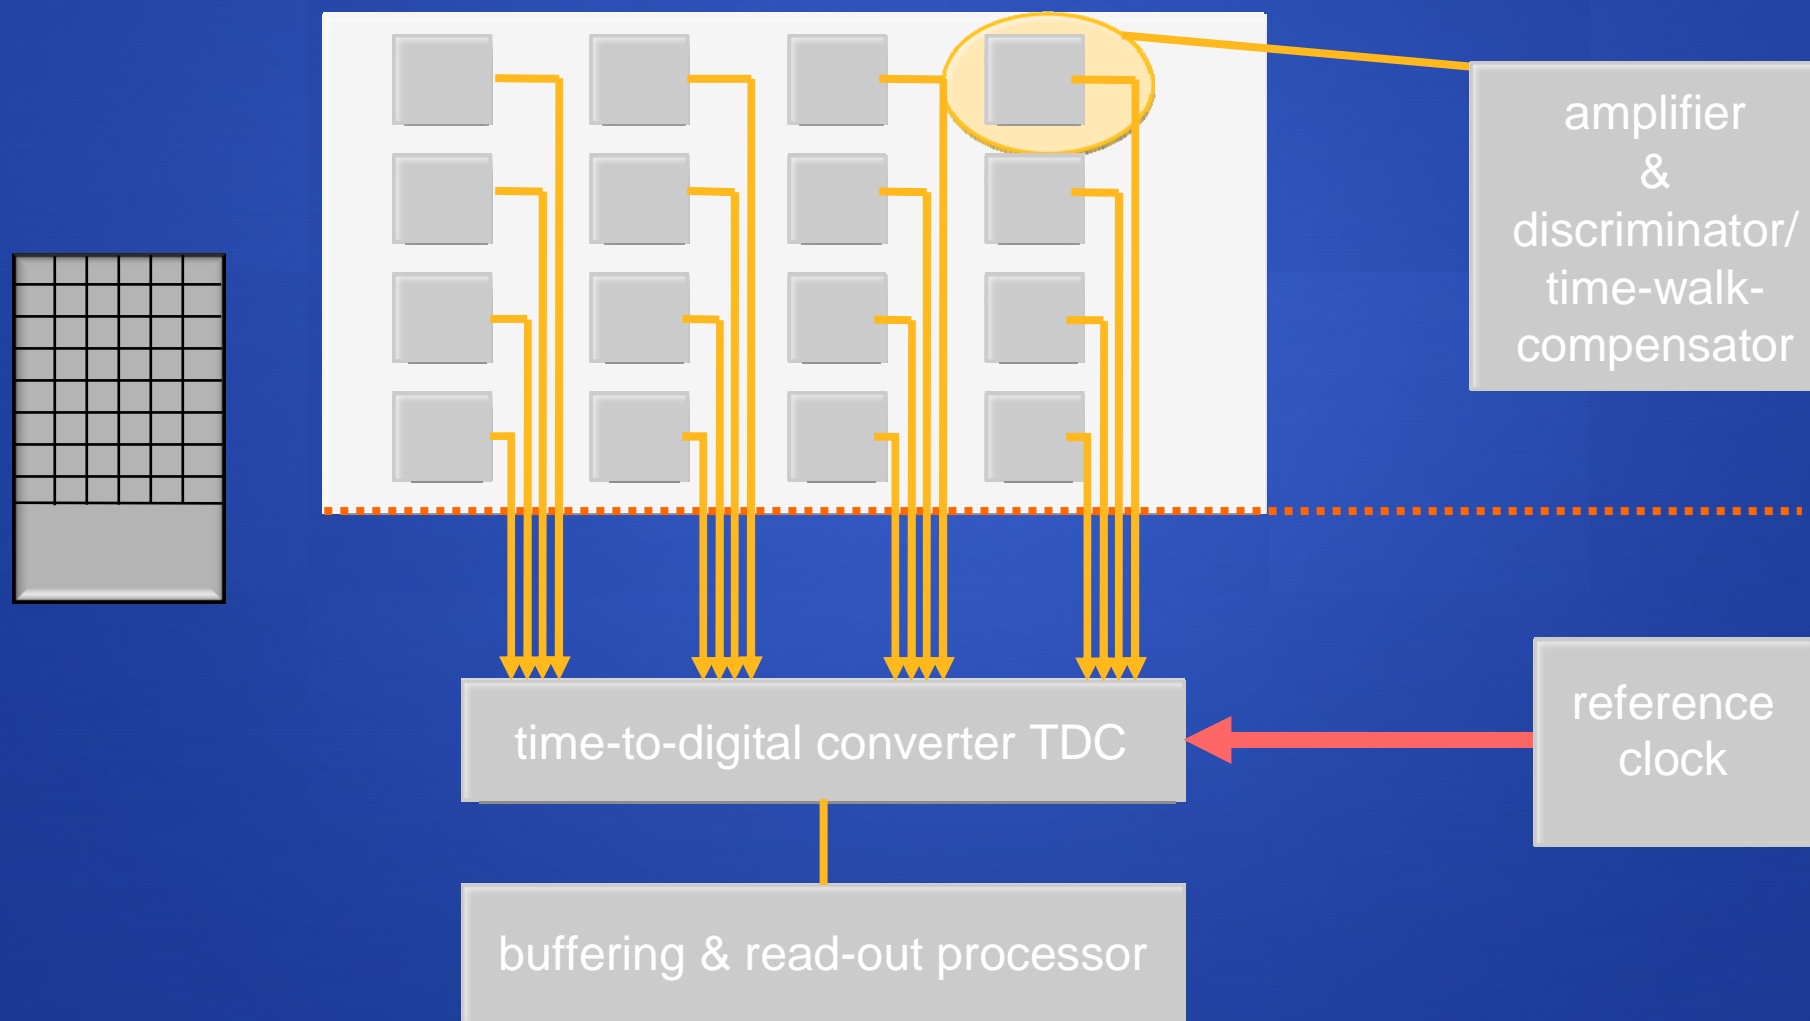 amplifier
&
discriminator/
time-walk-
compensator
reference
clock
time-to-digital converter TDC
buffering & read-out processor